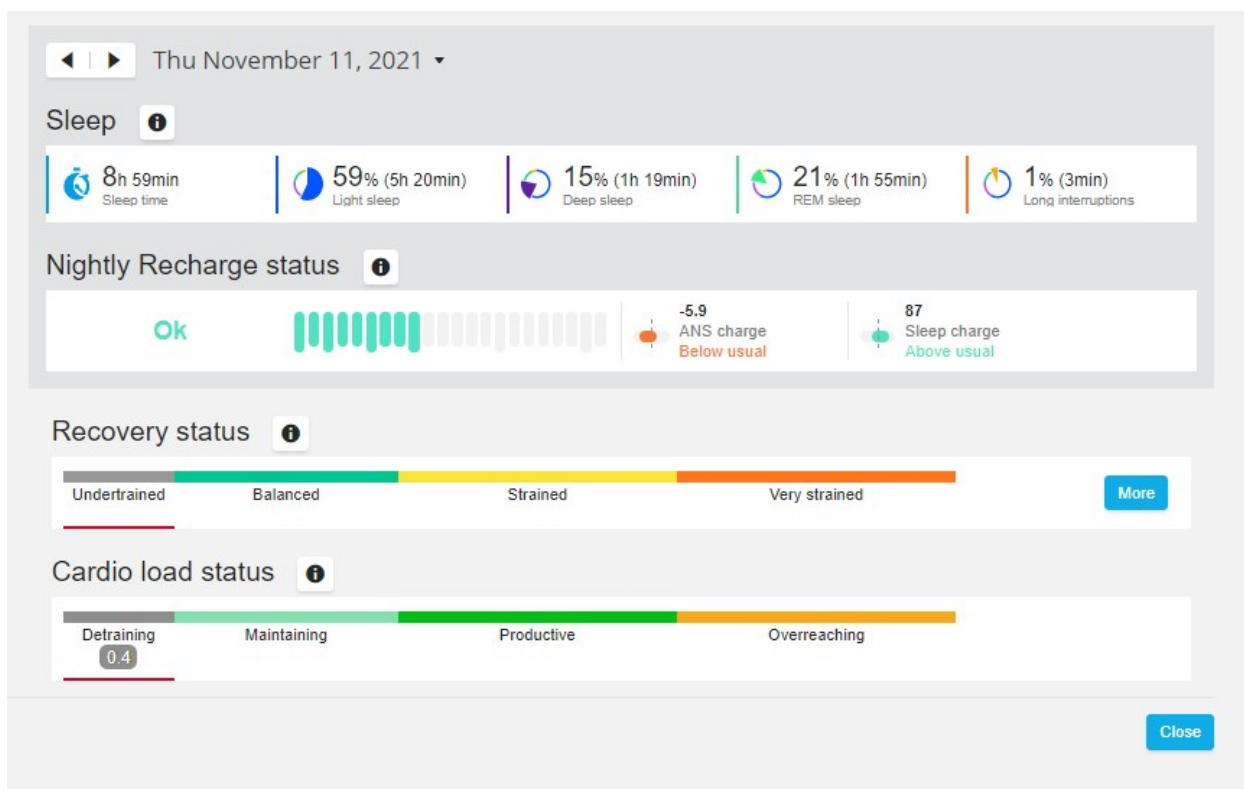 Thu November 11, 2021
Sleep
8h 59min
Sleep time
59% (5h 20min)
Light sleep
15% (1h 19min)
Deep sleep
21% (1h 55min)
REM sleep
1% (3min)
Long interruptions
Nightly Recharge status
Ok
-5.9
ANS charge
Below usual
87
Sleep charge
Above usual
Recovery status
Undertrained Balanced Strained Very strained
More
Cardio load status
Detraining Maintaining Productive Overreaching
0.4
Close